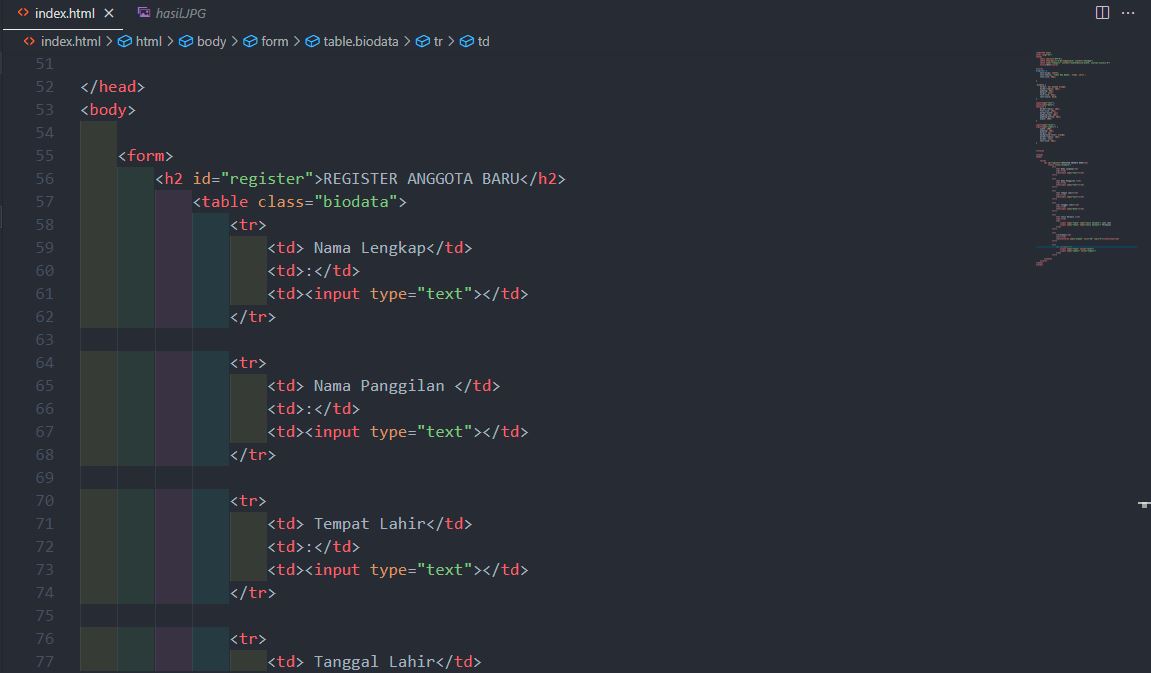 index.html × hasil.JPG ...
index.html > html > body > form > table.biodata > tr > td
51
52 </head>
53 <body>
54
55 <form>
56 <h2 id="register">REGISTER ANGGOTA BARU</h2>
57 <table class="biodata">
58 <tr>
59 <td> Nama Lengkap</td>
60 <td>:</td>
61 <td><input type="text"></td>
62 </tr>
63
64 <tr>
65 <td> Nama Panggilan </td>
66 <td>:</td>
67 <td><input type="text"></td>
68 </tr>
69
70 <tr>
71 <td> Tempat Lahir</td>
72 <td>:</td>
73 <td><input type="text"></td>
74 </tr>
75
76 <tr>
77 <td> Tanggal Lahir</td>